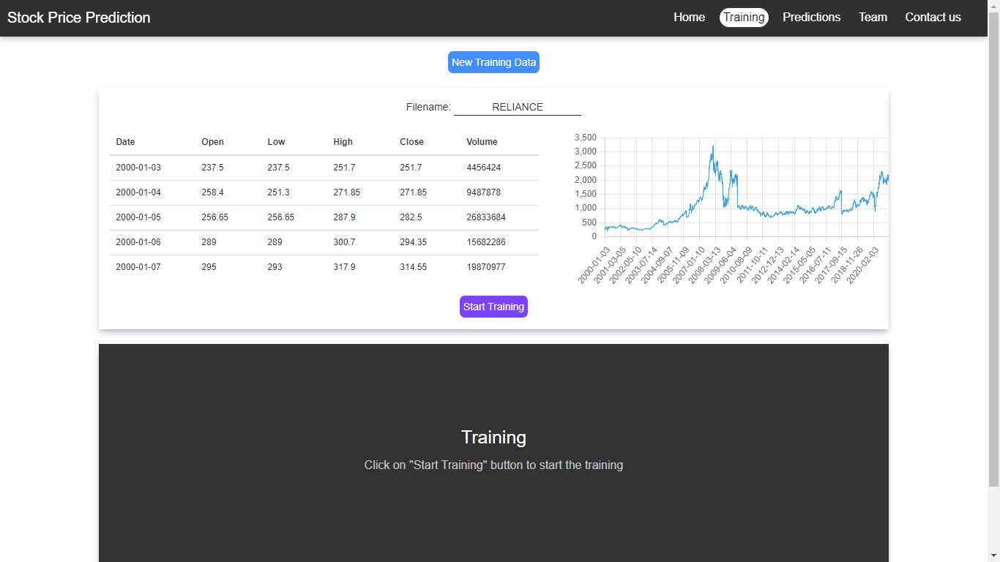 Stock Price Prediction Home Training Predictions Team Contact us
New Training Data
Filename: RELIANCE
Date Open Low High Close Volume
2000-01-03 237.5 237.5 251.7 251.7 4456424
2000-01-04 258.4 251.3 271.85 271.85 9487878
2000-01-05 256.65 256.65 287.9 282.5 26833684
2000-01-06 289 289 300.7 294.35 15682286
2000-01-07 295 293 317.9 314.55 19870977
3,500
3,000
2,500
2,000
1,500
1,000
500
0
2000-01-03
2001-03-05
2002-05-10
2003-07-14
2004-09-07
2005-11-09
2007-01-10
2008-03-13
2009-06-04
2010-08-09
2011-10-11
2012-12-13
2014-02-14
2015-05-05
2016-07-11
2017-09-15
2018-11-26
2020-02-03
Start Training
Training
Click on "Start Training" button to start the training